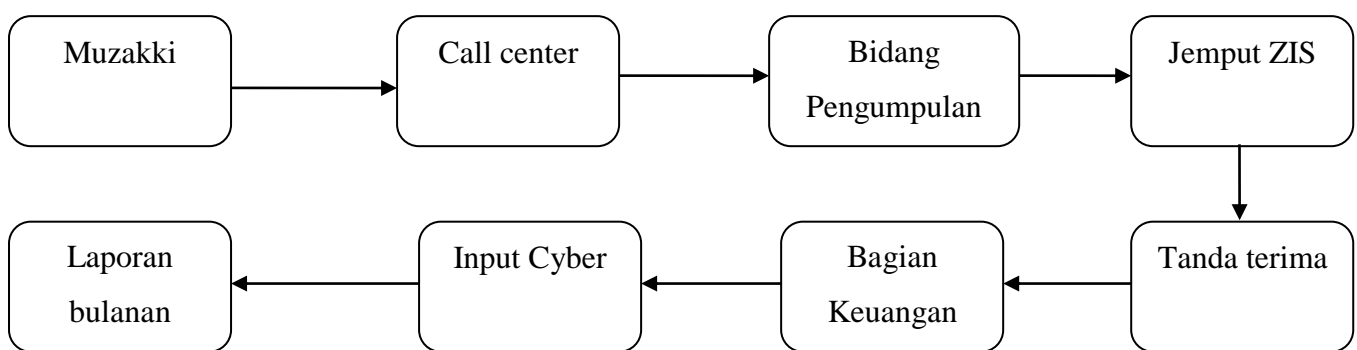 Muzakki
Call center
Bidang
Pengumpulan
Jemput ZIS
Laporan
bulanan
Input Cyber
Bagian
Keuangan
Tanda terima